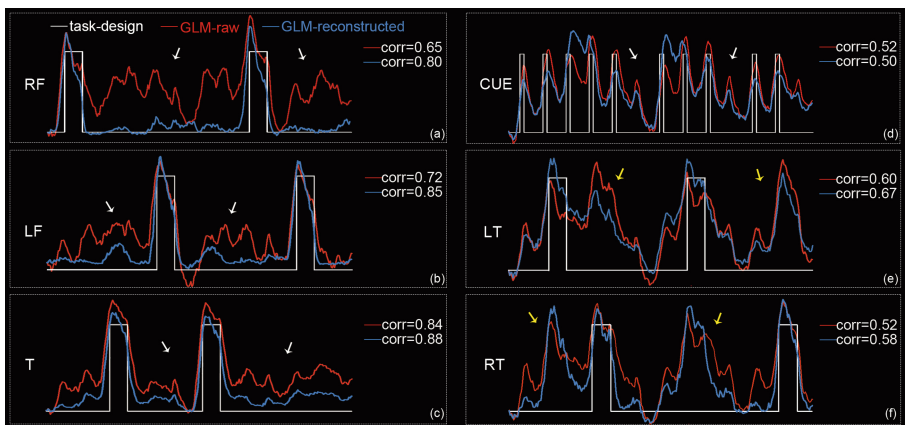 task-design GLM-raw GLM-reconstructed
corr=0.65
corr=0.80
RF
(a)
corr=0.72
corr=0.85
LF
(b)
corr=0.84
corr=0.88
T
(c)
corr=0.52
corr=0.50
CUE
(d)
corr=0.60
corr=0.67
LT
(e)
corr=0.52
corr=0.58
RT
(f)